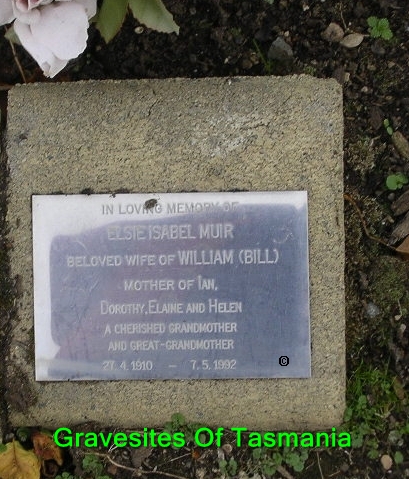 IN LOVING MEMORY OF
ELSIE ISABEL MUIR
BELOVED WIFE OF WILLIAM (BILL)
MOTHER OF IAN,
DOROTHY, ELAINE AND HELEN
A CHERISHED GRANDMOTHER
AND GREAT-GRANDMOTHER
27. 4. 1910 — 7. 5. 1992
©
Gravesites Of Tasmania